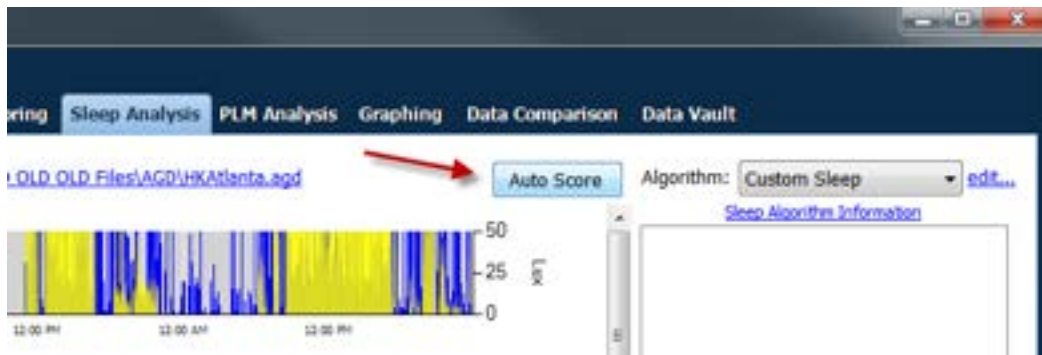 Sleep Analysis PLM Analysis Graphing Data Comparison Data Vault
OLD OLD Files\AGD\HKAtlanta.agd Auto Score Algorithm: Custom Sleep edit...
Sleep Algorithm Information
50
25
0
Lux
12:00 PM 12:00 AM 12:00 PM